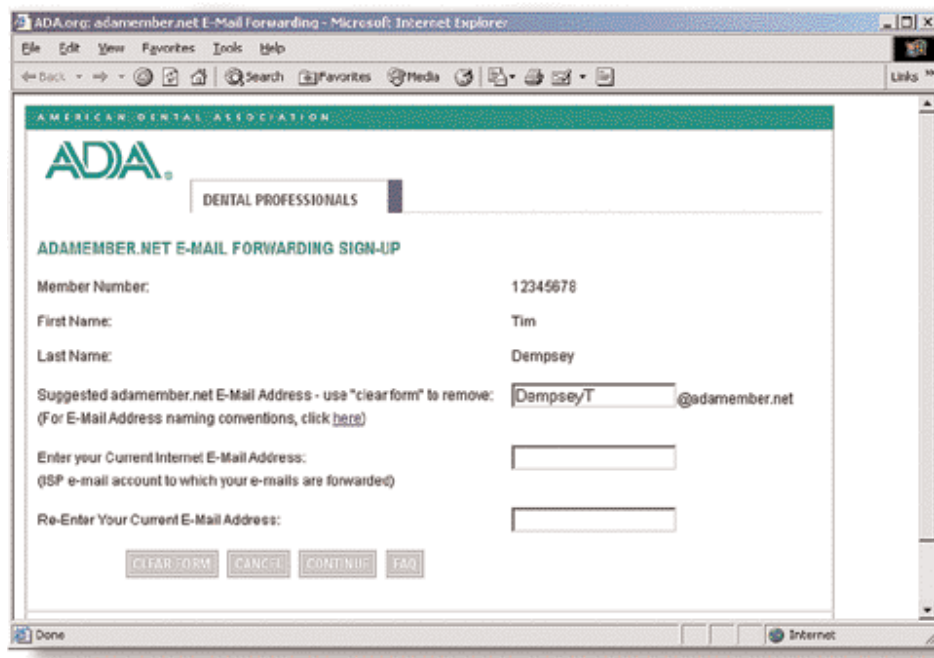 ADA.org: adamember.net E-Mail Forwarding - Microsoft Internet Explorer
File Edit View Favorites Tools Help
Back Search Favorites Media Links »
AMERICAN DENTAL ASSOCIATION
ADA®
DENTAL PROFESSIONALS
ADAMEMBER.NET E-MAIL FORWARDING SIGN-UP
Member Number: 12345678
First Name: Tim
Last Name: Dempsey
Suggested adamember.net E-Mail Address - use "clear form" to remove: DempseyT @adamember.net
(For E-Mail Address naming conventions, click here)
Enter your Current Internet E-Mail Address:
(ISP e-mail account to which your e-mails are forwarded)
Re-Enter Your Current E-Mail Address:
CLEAR FORM CANCEL CONTINUE FAQ
Done Internet